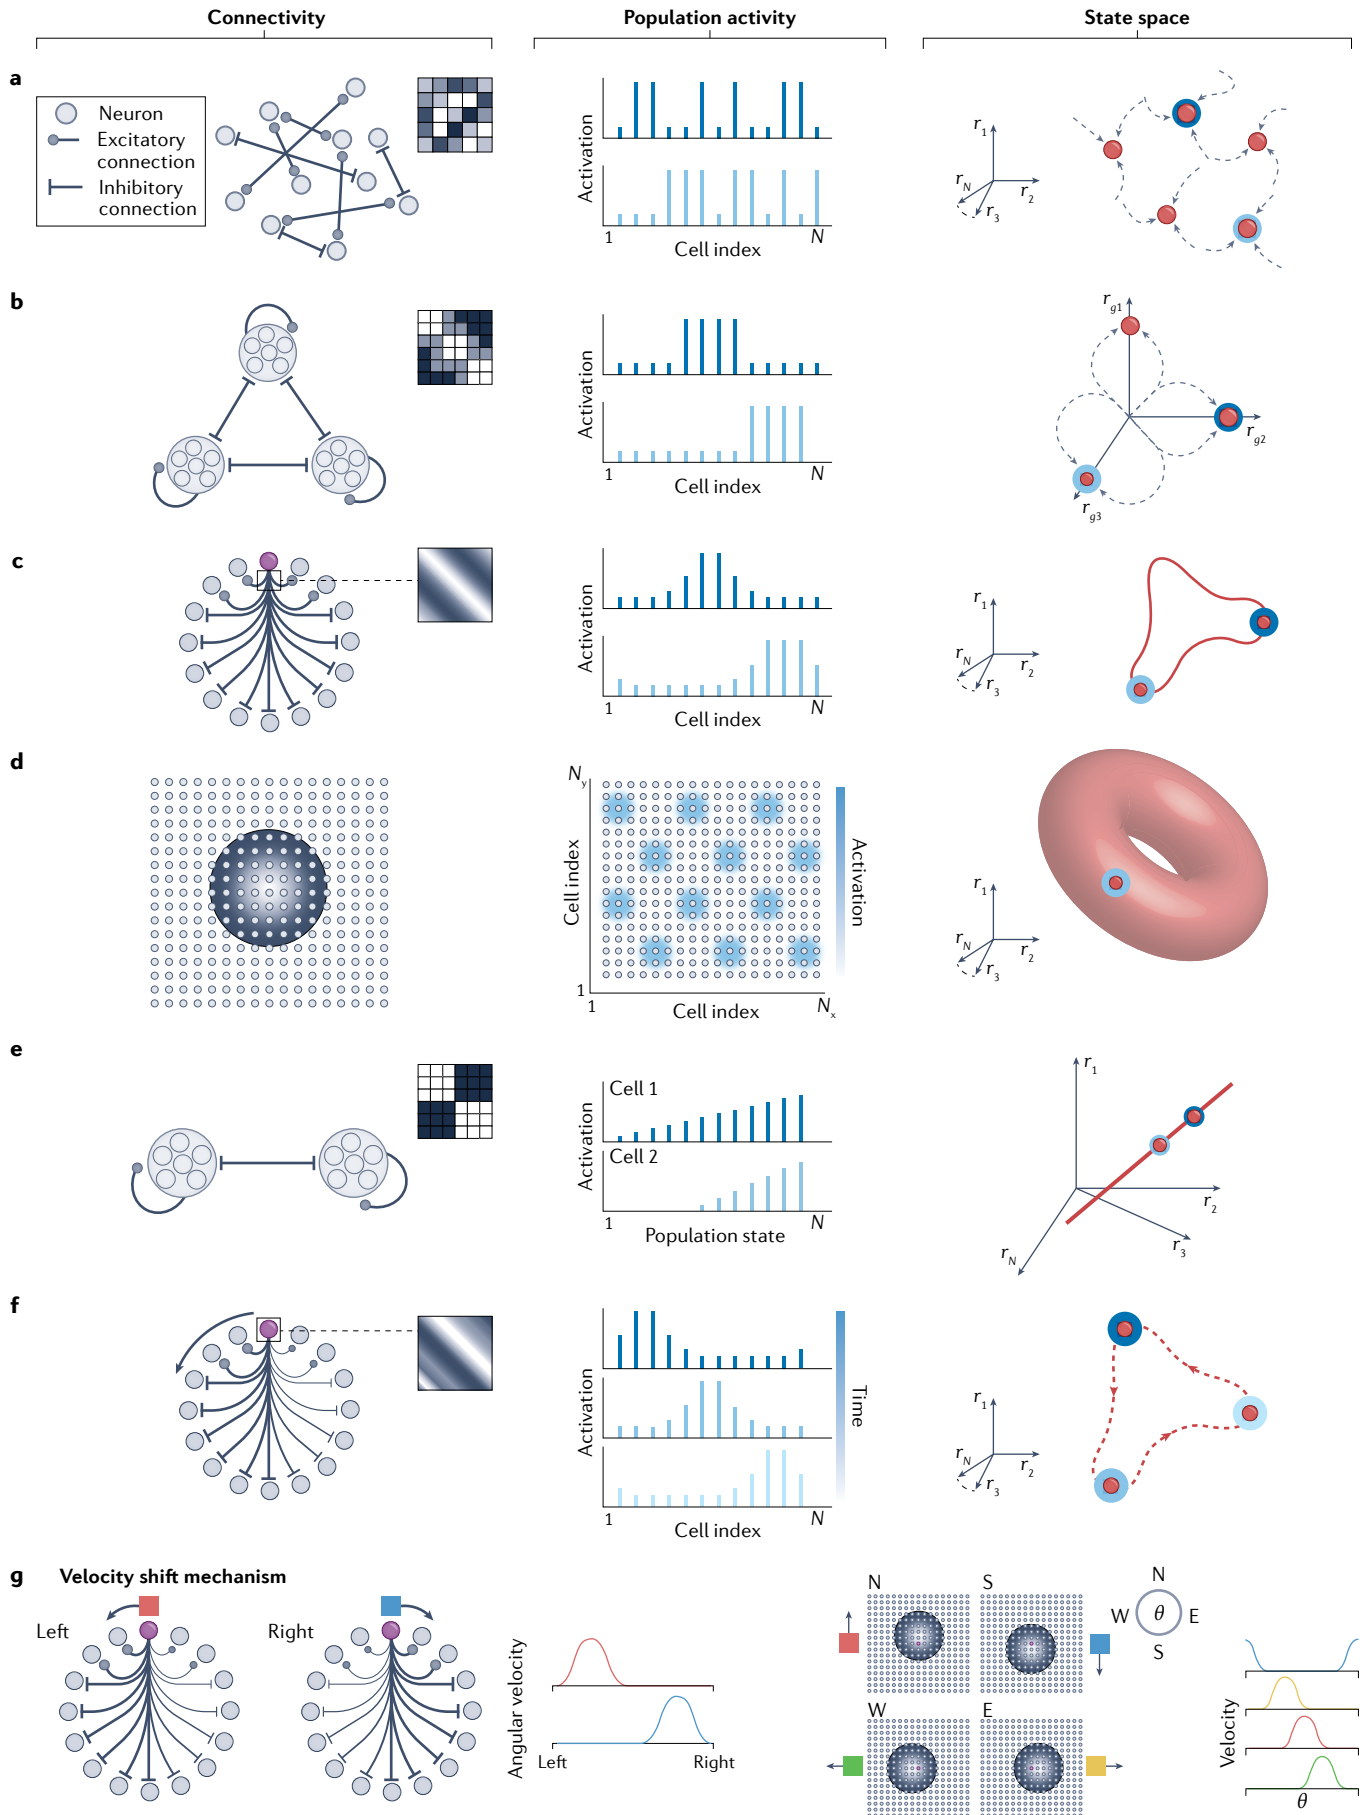 Connectivity
Population activity
State space
a
Neuron
Excitatory
connection
Inhibitory
connection
Activation
1
N
Cell index
r1
r2
r3
rN
b
Activation
1
N
Cell index
rg1
rg2
rg3
c
Activation
1
N
Cell index
r1
r2
r3
rN
d
Ny
Cell index
1
1
Cell index
Nx
Activation
r1
r2
r3
rN
e
Cell 1
Cell 2
Activation
1
N
Population state
r1
r2
r3
rN
f
Activation
1
N
Cell index
Time
r1
r2
r3
rN
g
Velocity shift mechanism
Left
Right
Angular velocity
Left
Right
N
S
W
E
N
W
θ
E
S
Velocity
θ